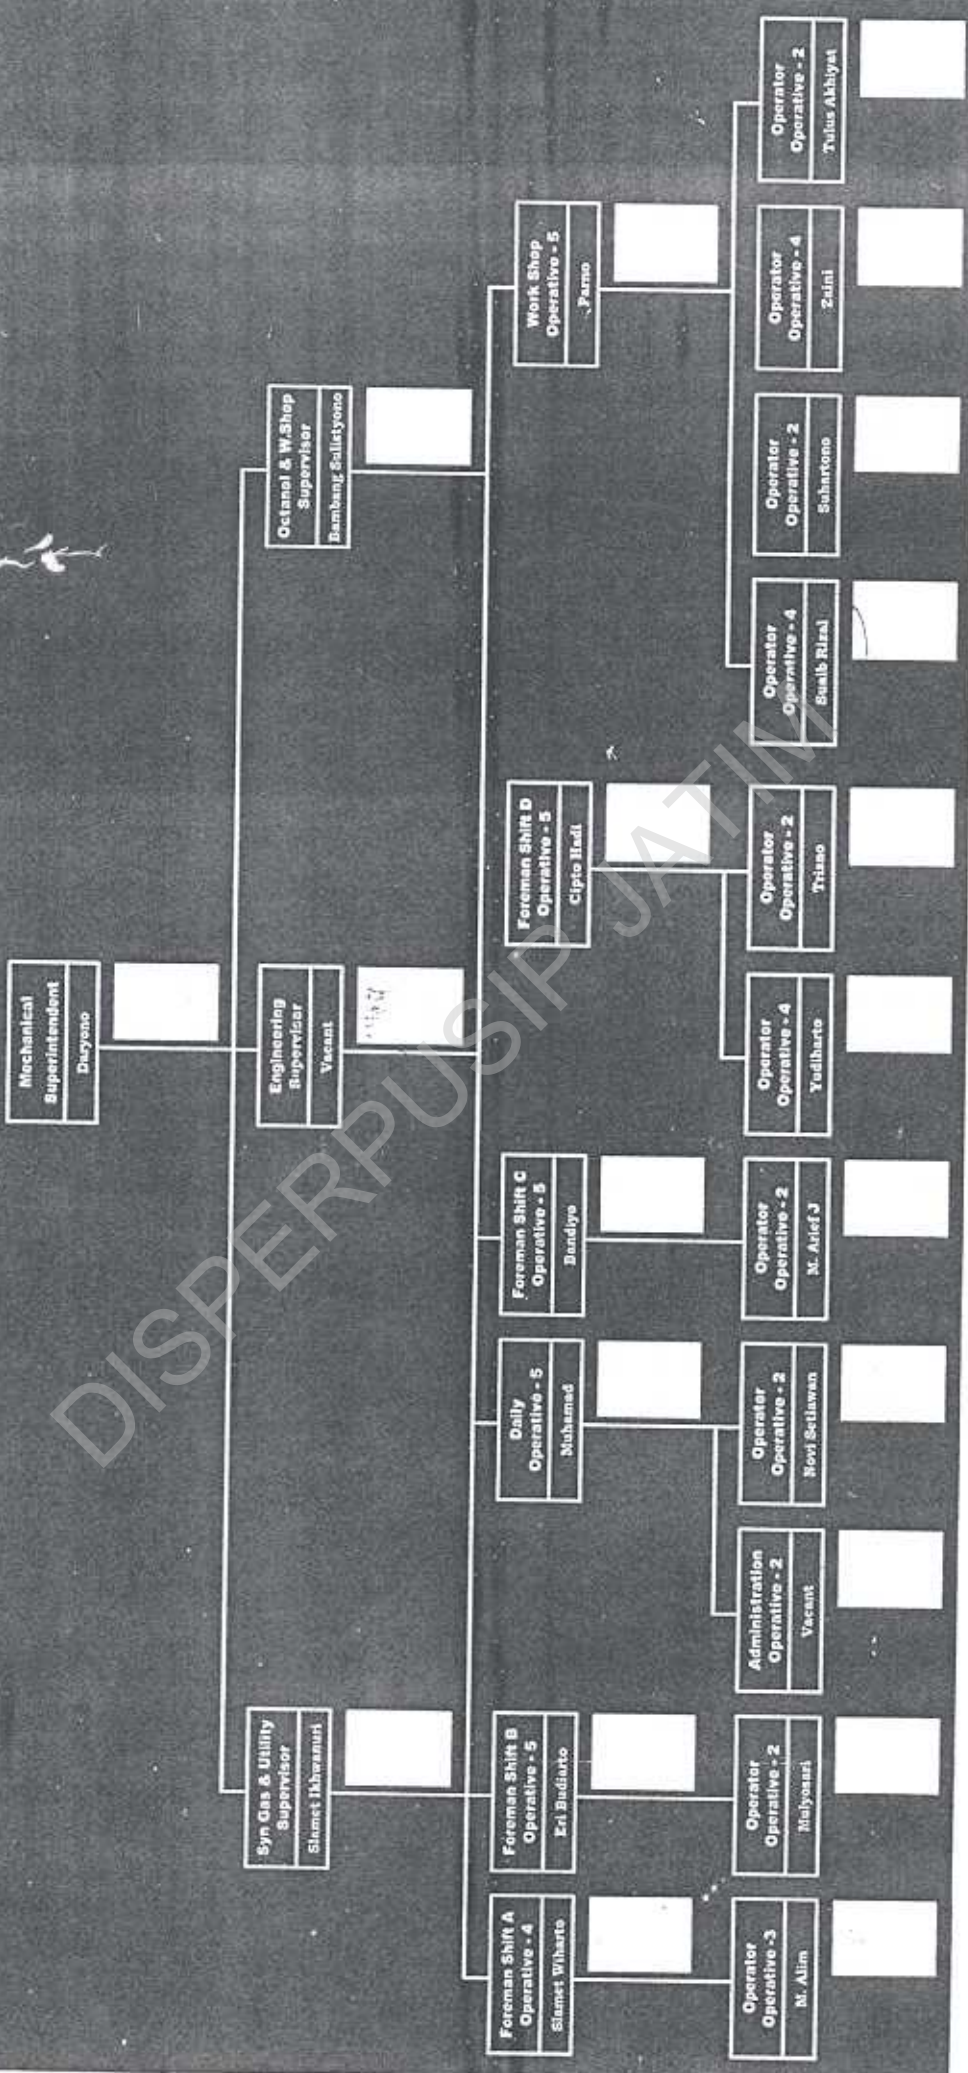 Mechanical
Superintendent
Daryono
Syn Gas & Utility
Supervisor
Slamet Ikhwanuri
Engineering
Supervisor
Vacant
Octanol & W.Shop
Supervisor
Bambang Sulistyono
Foreman Shift A
Operative - 4
Slamet Wiharto
Foreman Shift B
Operative - 5
Eri Budiarto
Daily
Operative - 5
Muhamad
Foreman Shift C
Operative - 5
Bandiyo
Foreman Shift D
Operative - 5
Cipto Hadi
Work Shop
Operative - 5
Parno
Operator
Operative -3
M. Alim
Operator
Operative - 2
Mulyosari
Administration
Operative - 2
Vacant
Operator
Operative - 2
Novi Setiawan
Operator
Operative - 2
M. Arief J
Operator
Operative - 4
Yudiharto
Operator
Operative - 2
Trisno
Operator
Operative - 4
Suaib Rizal
Operator
Operative - 2
Suhartono
Operator
Operative - 4
Zaini
Operator
Operative - 2
Tulus Akhiyat
DISPERPUSIP JATIM